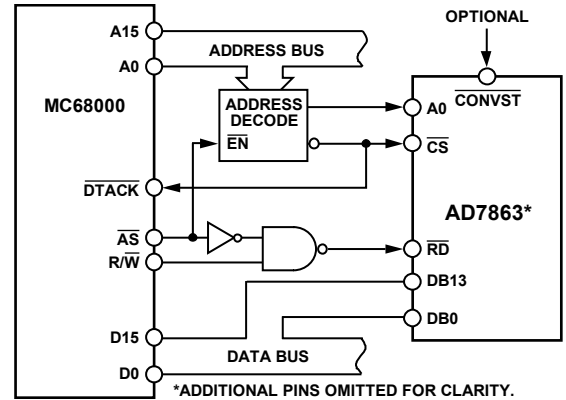 OPTIONAL
A15
ADDRESS BUS
A0
MC68000
ADDRESS
DECODE
EN
A0
CONVST
CS
DTACK
AD7863*
AS
R/W
RD
DB13
DB0
D15
DATA BUS
D0
*ADDITIONAL PINS OMITTED FOR CLARITY.